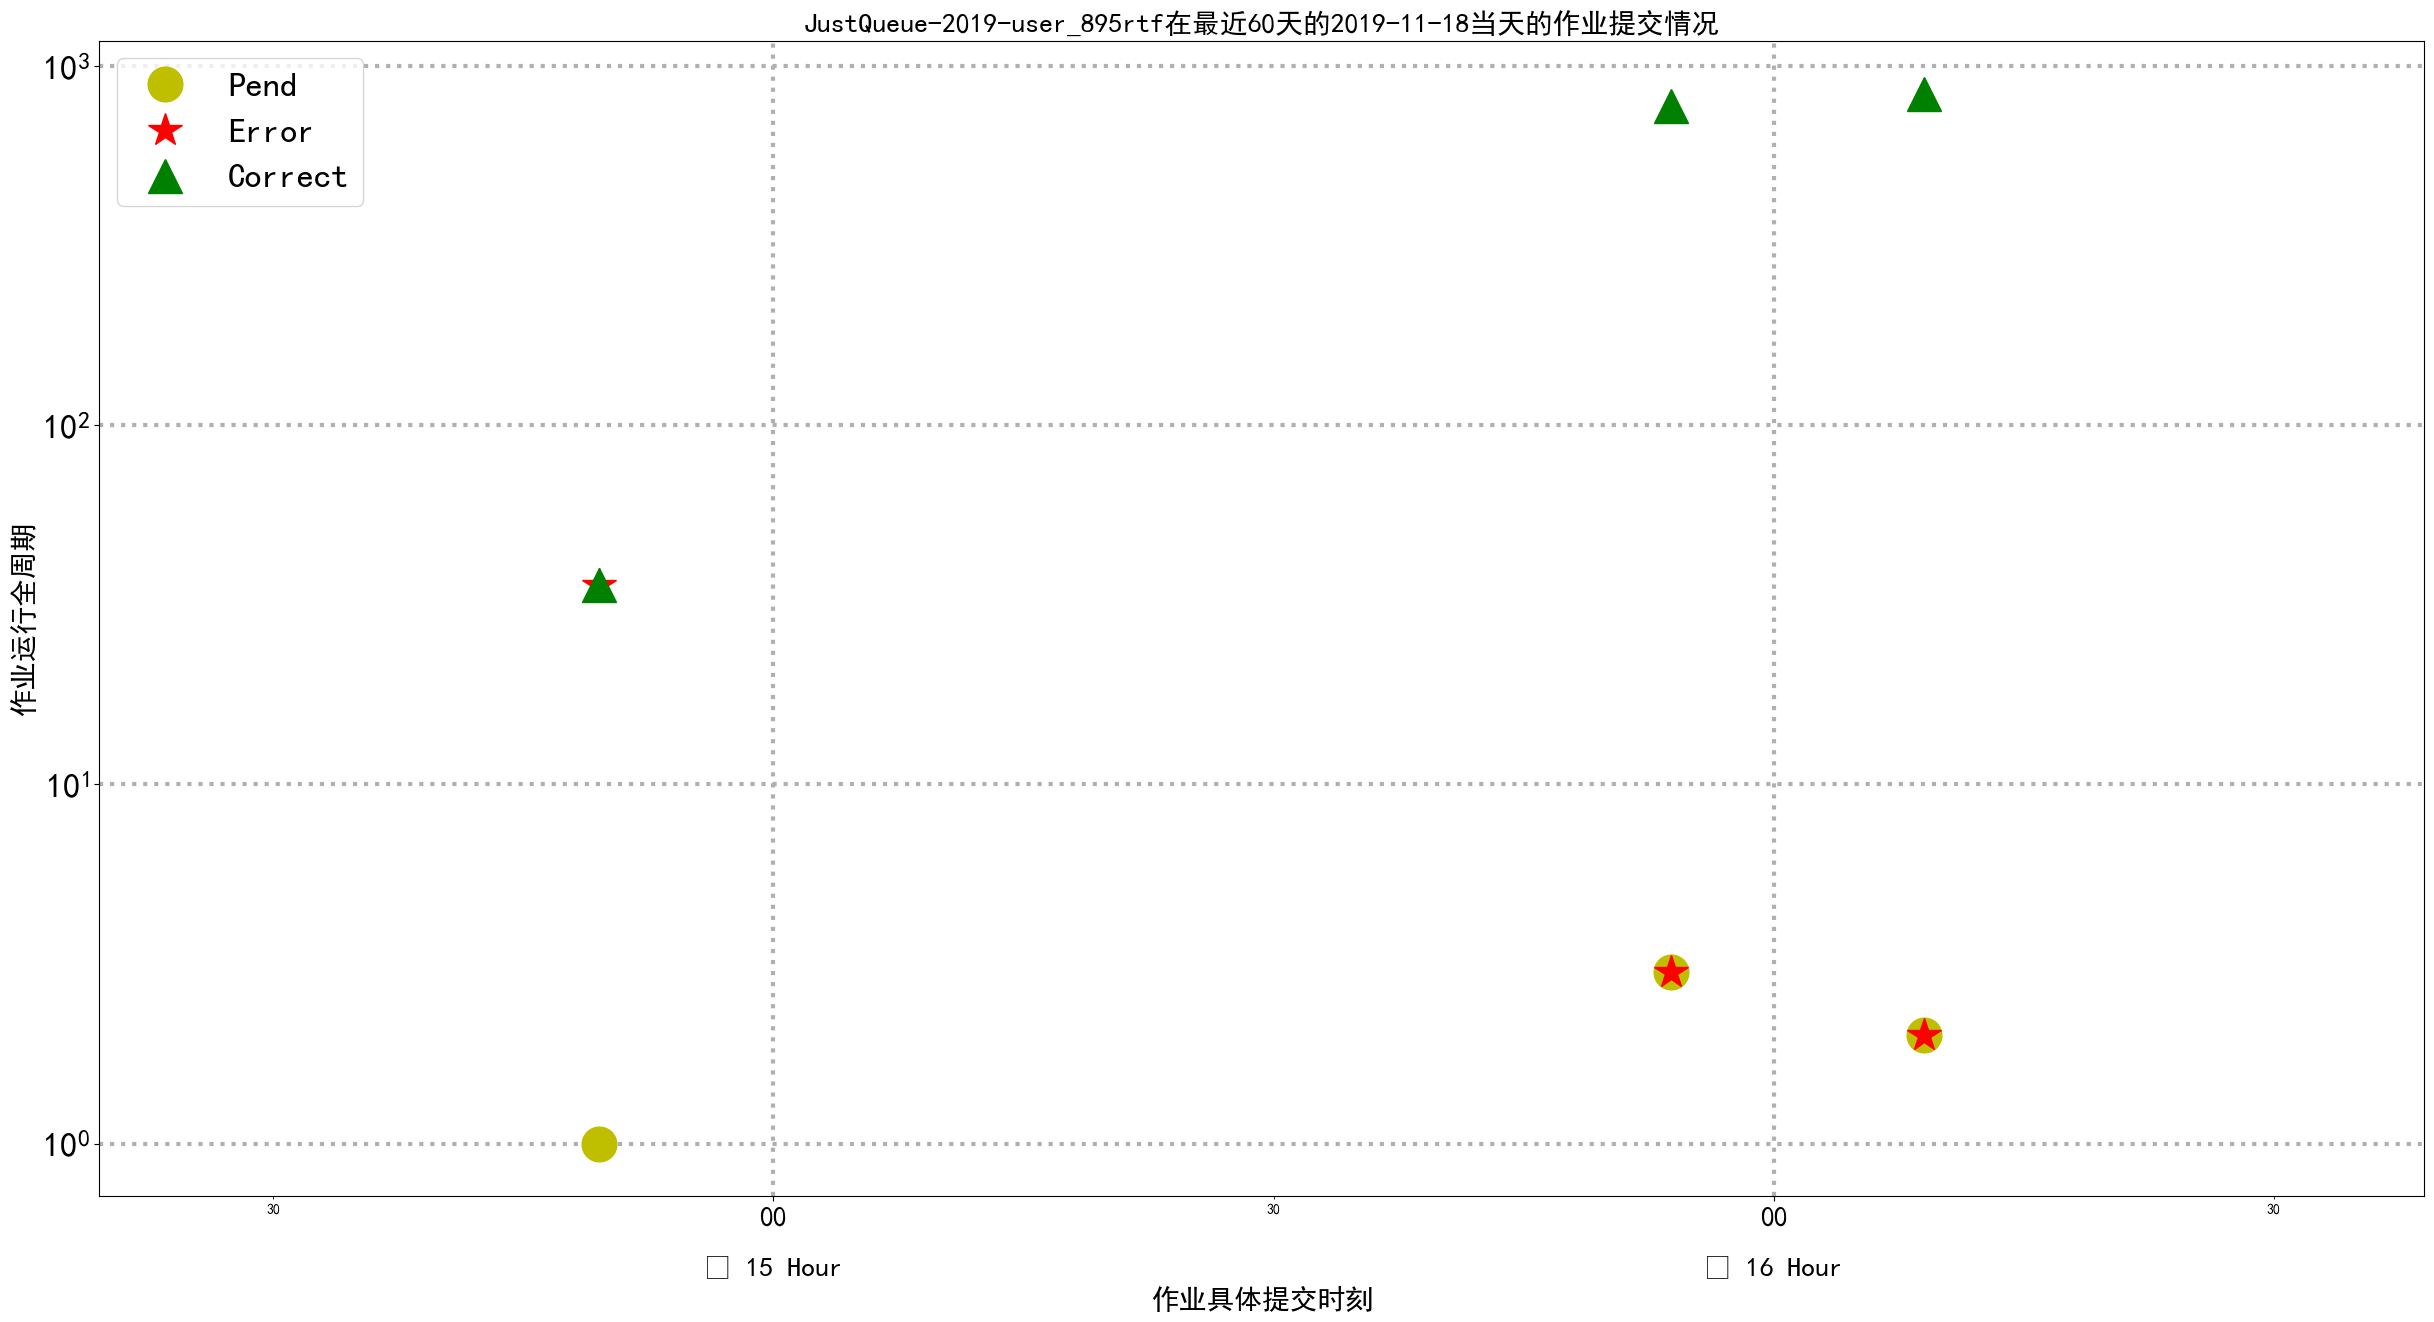 JustQueue-2019-user_895rtf在最近60天的2019-11-18当天的作业提交情况
Pend
Error
Correct
10³
10²
10¹
10⁰
作业运行全周期
30 00 30 00 30
15 Hour 16 Hour
作业具体提交时刻